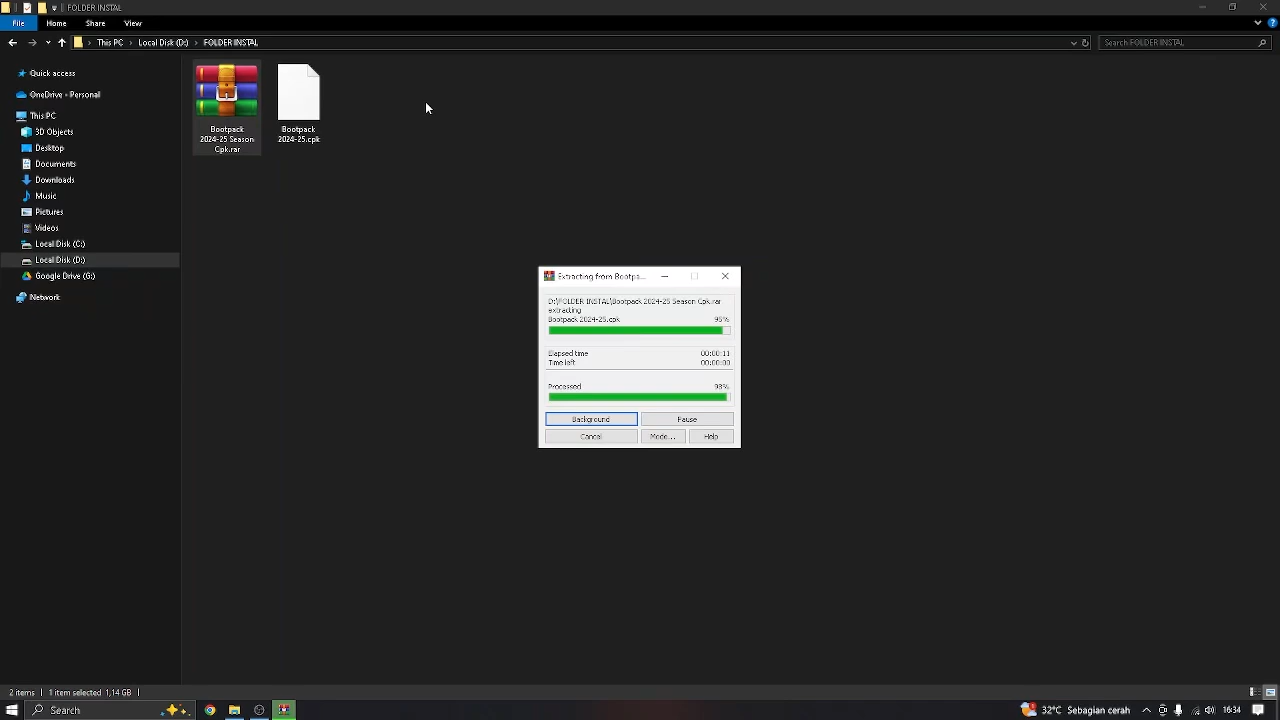 FOLDER INSTAL
File Home Share View
This PC Local Disk (D:) FOLDER INSTAL
Search FOLDER INSTAL
Quick access
OneDrive - Personal
This PC
3D Objects
Desktop
Documents
Downloads
Music
Pictures
Videos
Local Disk (C:)
Local Disk (D:)
Google Drive (G:)
Network
Bootpack
2024-25 Season
Cpk.rar
Bootpack
2024-25.cpk
Extracting from Bootpa...
D:\FOLDER INSTAL\Bootpack 2024-25 Season Cpk.rar
extracting
Bootpack 2024-25.cpk 95%
Elapsed time 00:00:11
Time left 00:00:00
Processed 98%
Background Pause
Cancel Mode... Help
2 items 1 item selected 1,14 GB
Search 32°C Sebagian cerah 16:34